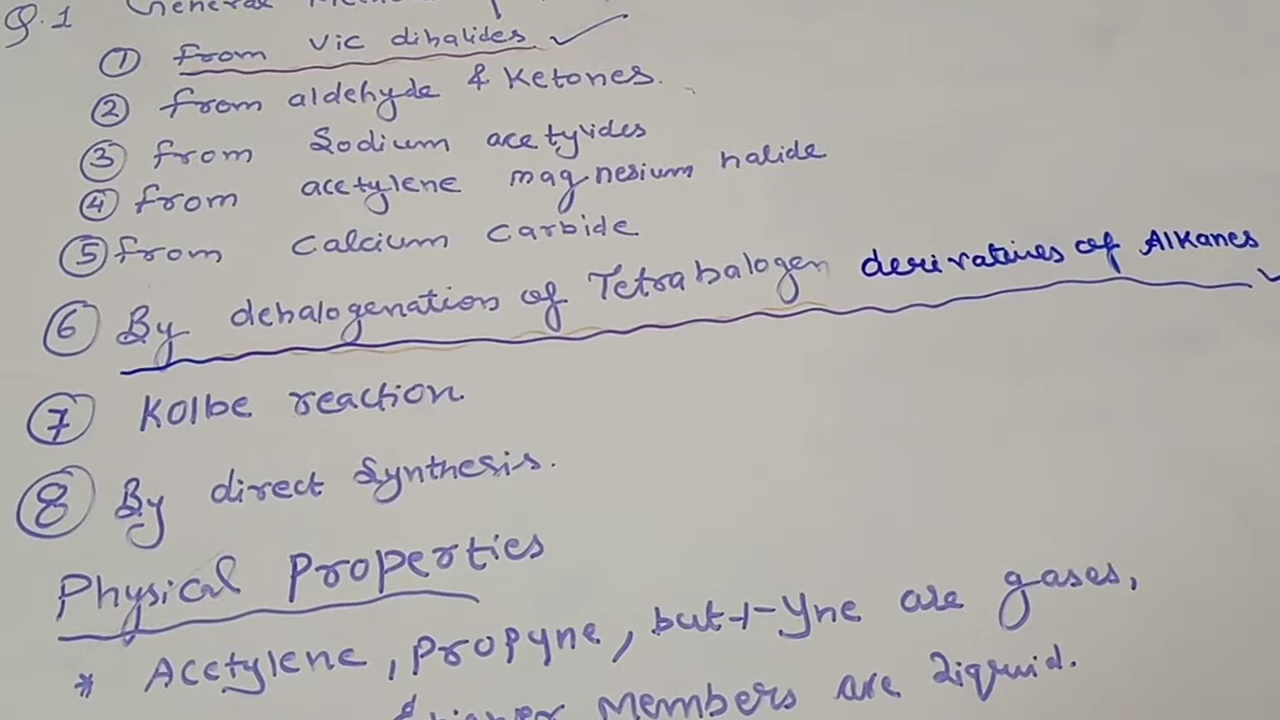 Q.1 General
① from Vic dihalides ✓
② from aldehyde & Ketones.
③ from Sodium acetylides
④ from acetylene magnesium halide
⑤ from Calcium Carbide
⑥ By dehalogenation of Tetrahalogen derivatives of Alkanes
⑦ Kolbe reaction.
⑧ By direct Synthesis.
Physical Properties
* Acetylene, propyne, but-1-yne are gases,
& higher members are liquid.